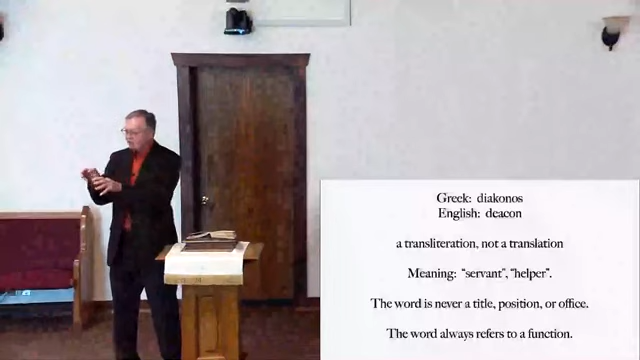 Greek: diakonos
English: deacon
a transliteration, not a translation
Meaning: “servant”, “helper”.
The word is never a title, position, or office.
The word always refers to a function.